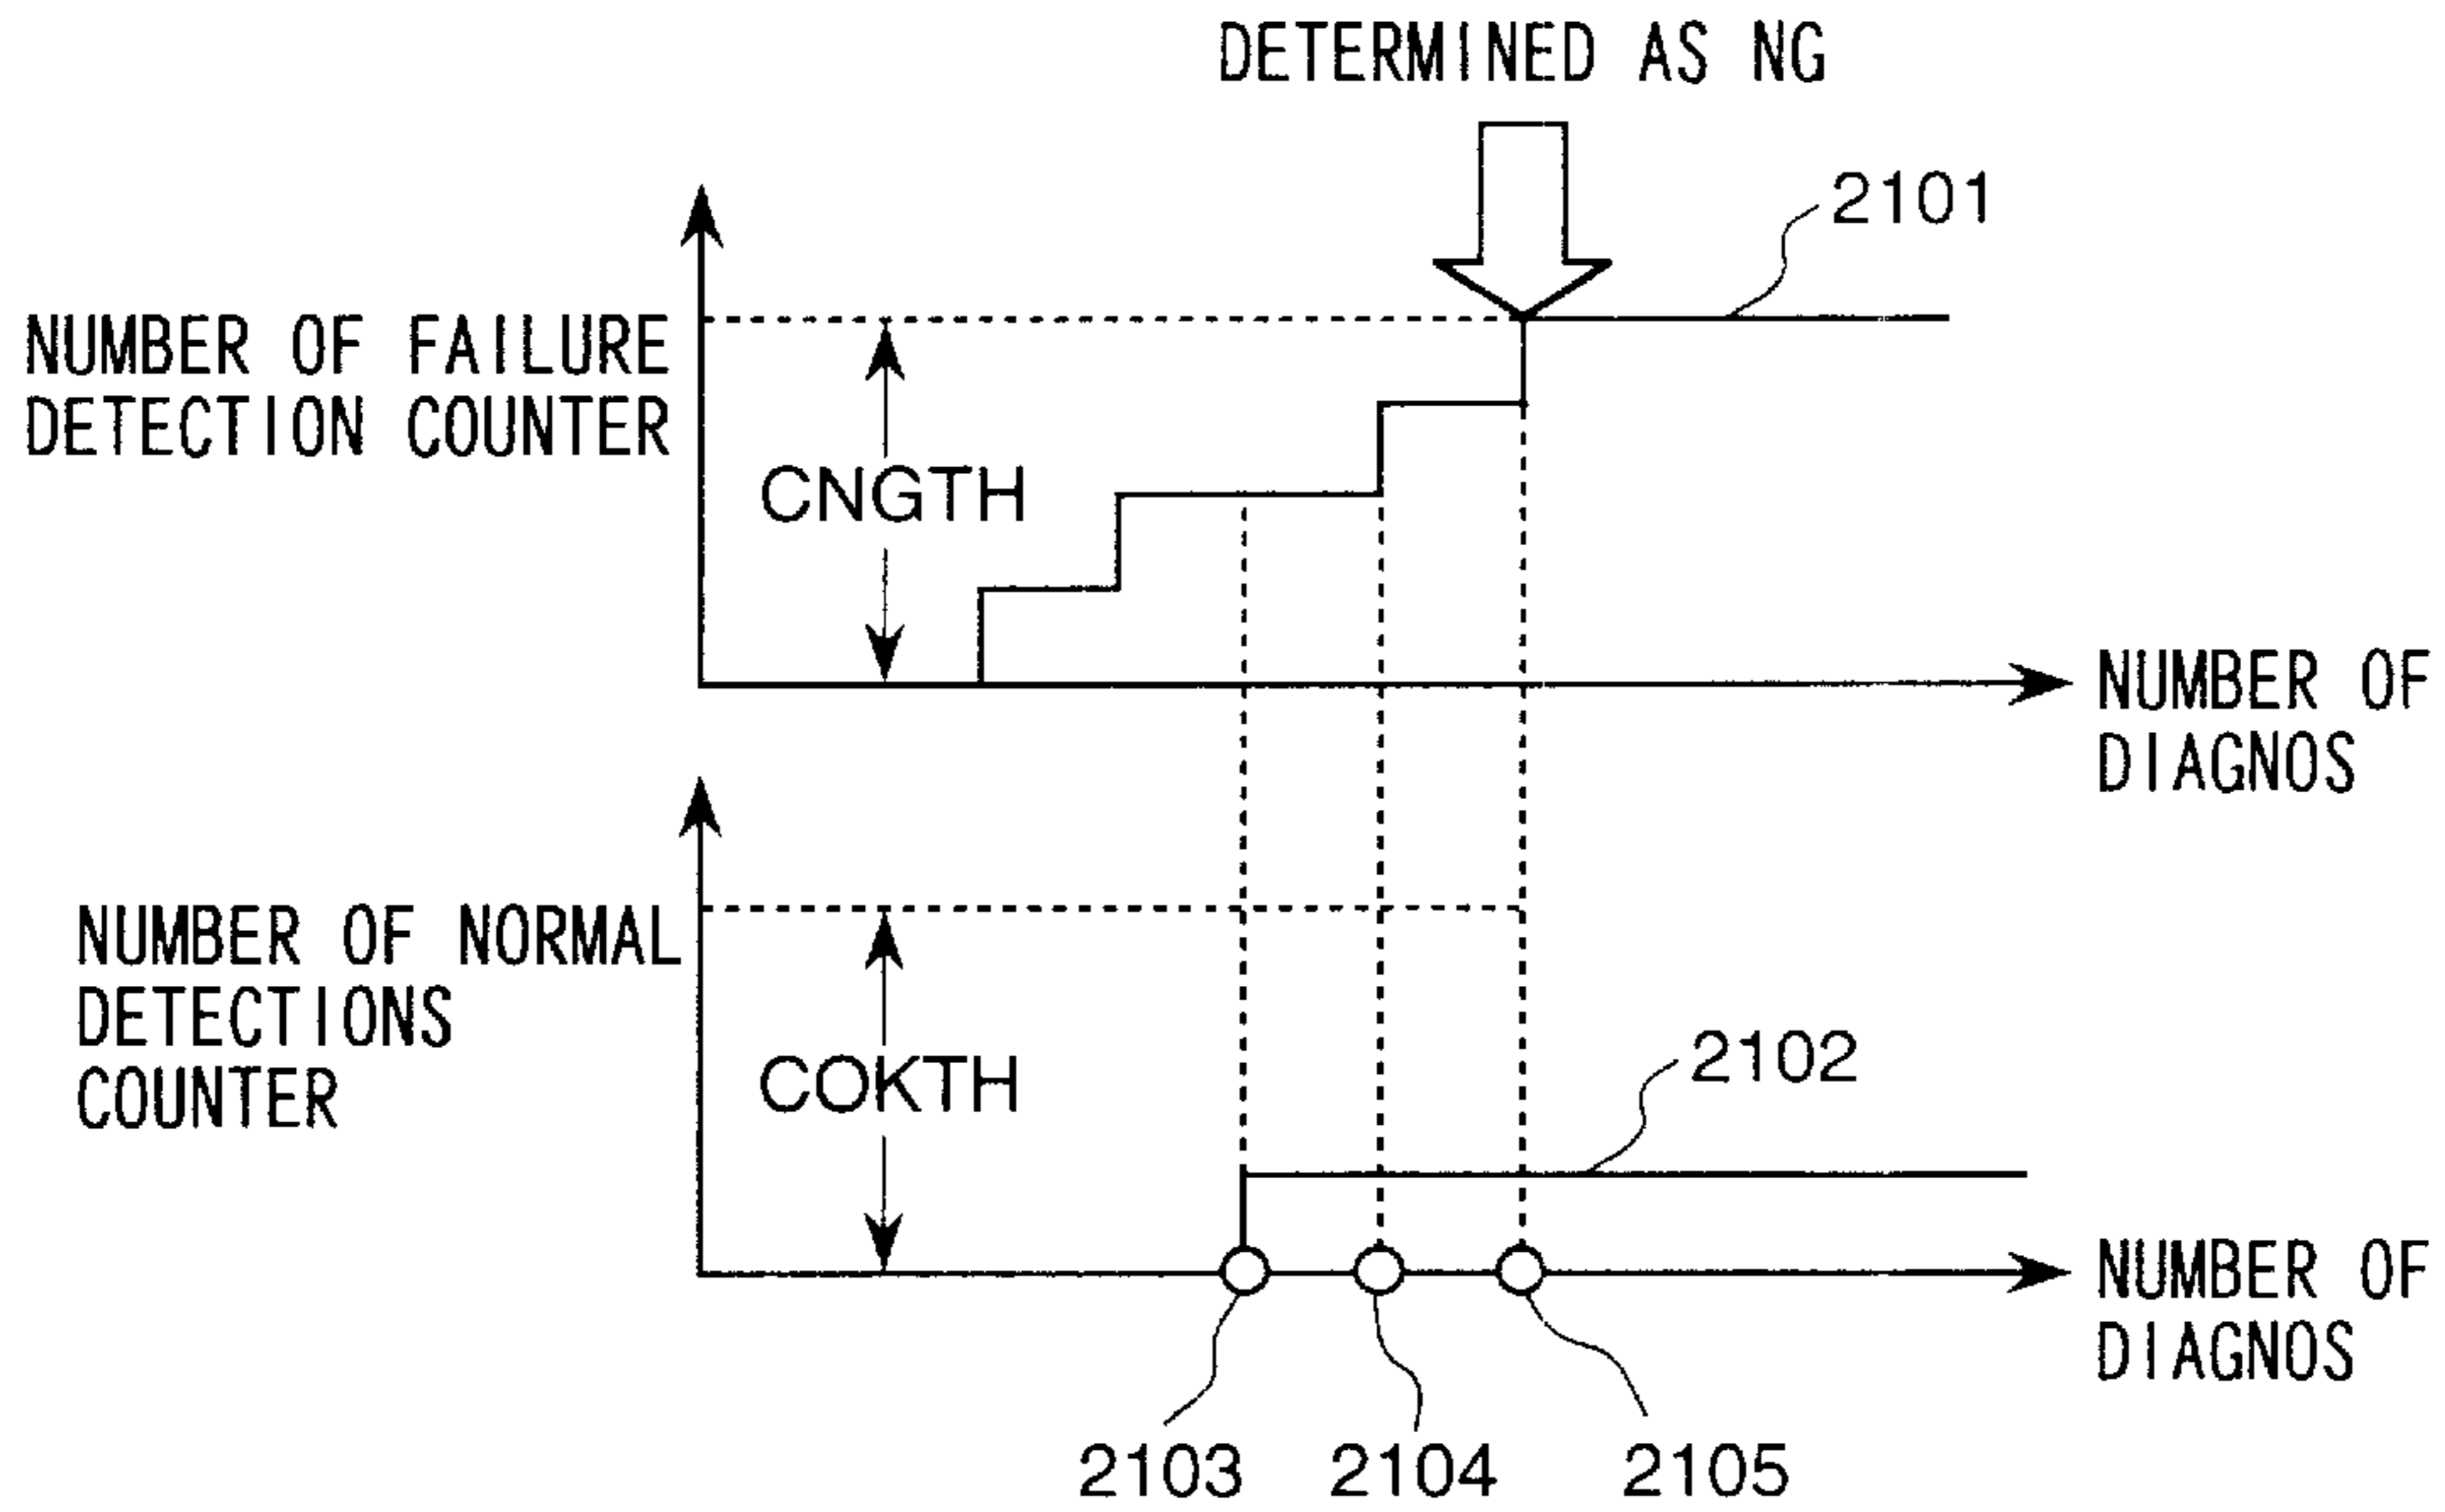 DETERMINED AS NG
2101
NUMBER OF FAILURE
DETECTION COUNTER
CNGTH
NUMBER OF
DIAGNOS
NUMBER OF NORMAL
DETECTIONS
COUNTER
COKTH
2102
NUMBER OF
DIAGNOS
2103 2104 2105